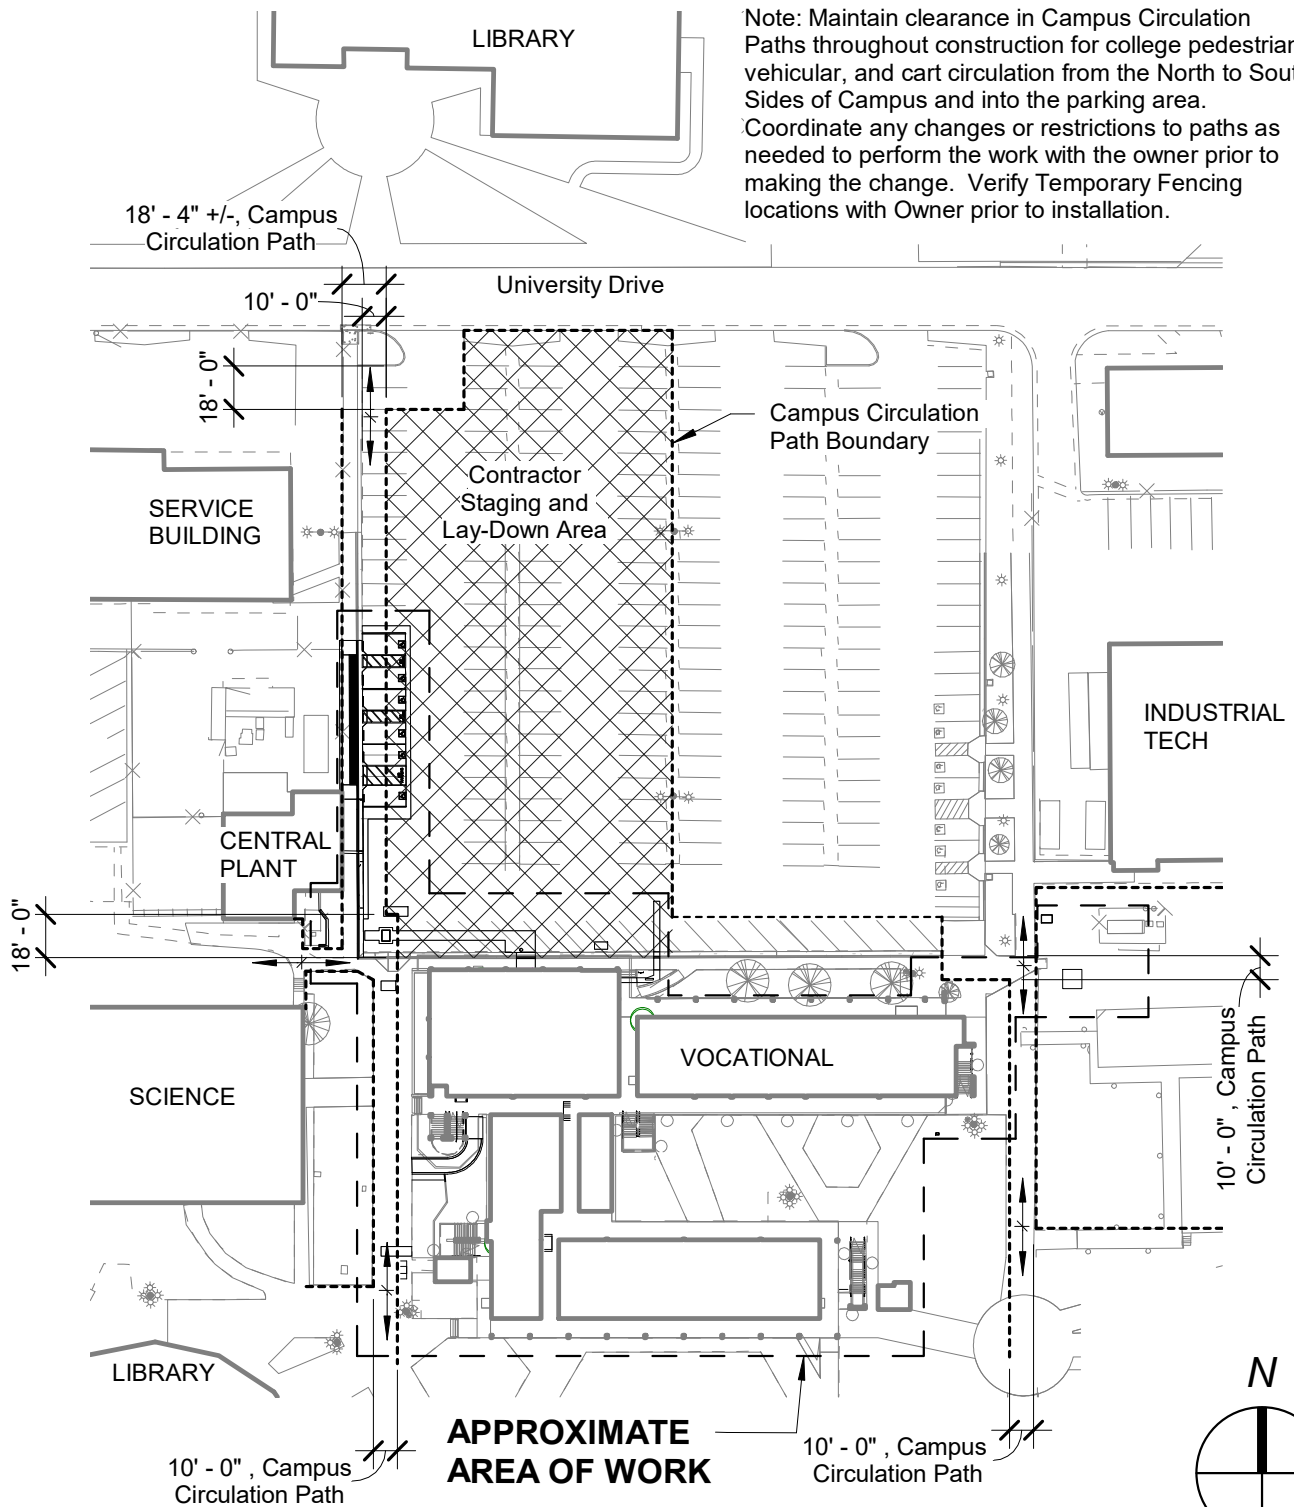 LIBRARY
Note: Maintain clearance in Campus Circulation
Paths throughout construction for college pedestrian
vehicular, and cart circulation from the North to Sout
Sides of Campus and into the parking area.
Coordinate any changes or restrictions to paths as
needed to perform the work with the owner prior to
making the change. Verify Temporary Fencing
locations with Owner prior to installation.
18' - 4" +/-, Campus
Circulation Path
University Drive
10' - 0"
18' - 0"
Campus Circulation
Path Boundary
Contractor
Staging and
Lay-Down Area
SERVICE
BUILDING
INDUSTRIAL
TECH
CENTRAL
PLANT
18' - 0"
VOCATIONAL
SCIENCE
10' - 0" , Campus
Circulation Path
LIBRARY
N
APPROXIMATE
AREA OF WORK
10' - 0" , Campus
Circulation Path
10' - 0" , Campus
Circulation Path